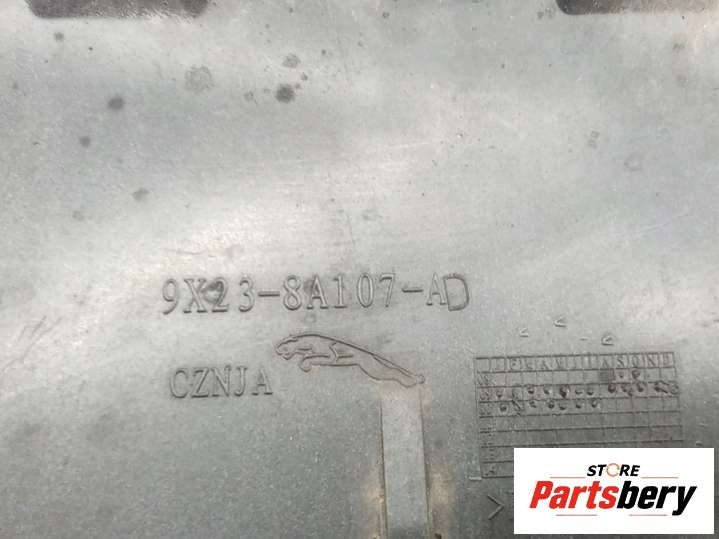 9X23-8A107-AD
CZNJA
J F M A M J J A S O N D
STORE
Partsbery